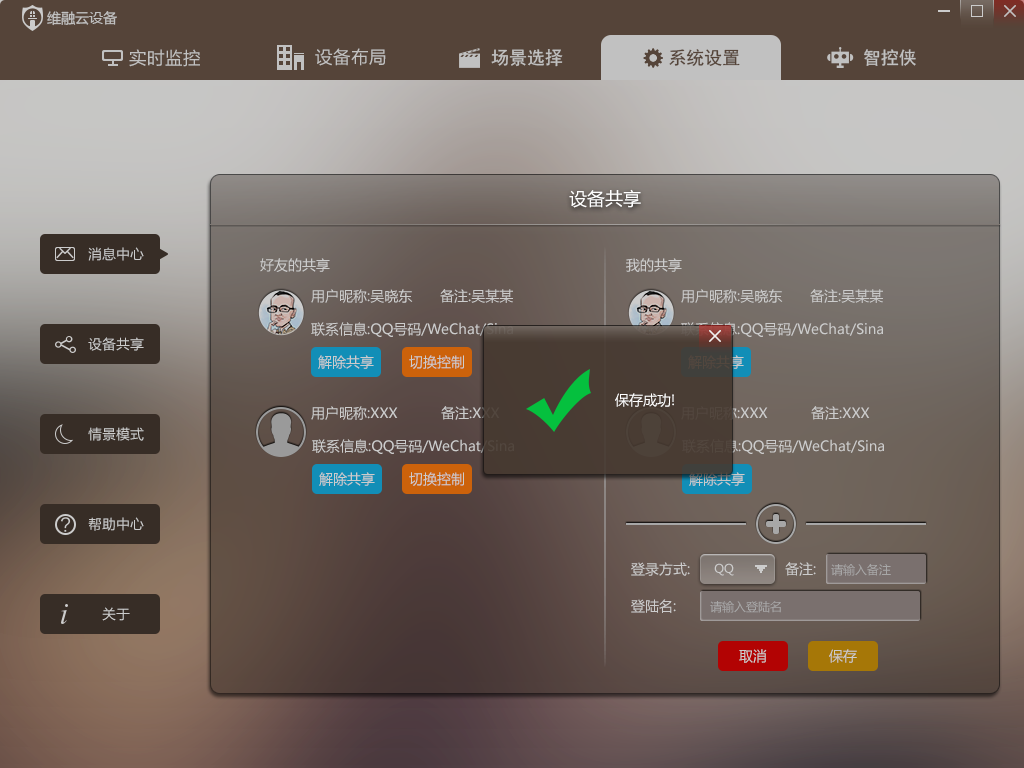 维融云设备
实时监控
设备布局
场景选择
系统设置
智控侠
设备共享
消息中心
设备共享
情景模式
帮助中心
i 关于
好友的共享
用户昵称:吴晓东 备注:吴某某
联系信息:QQ号码/WeChat/Sina
解除共享 切换控制
用户昵称:XXX 备注:XXX
联系信息:QQ号码/WeChat/Sina
解除共享 切换控制
我的共享
用户昵称:吴晓东 备注:吴某某
联系信息:QQ号码/WeChat/Sina
解除共享
用户昵称:XXX 备注:XXX
联系信息:QQ号码/WeChat/Sina
解除共享
保存成功!
登录方式: QQ 备注: 请输入备注
登陆名: 请输入登陆名
取消 保存